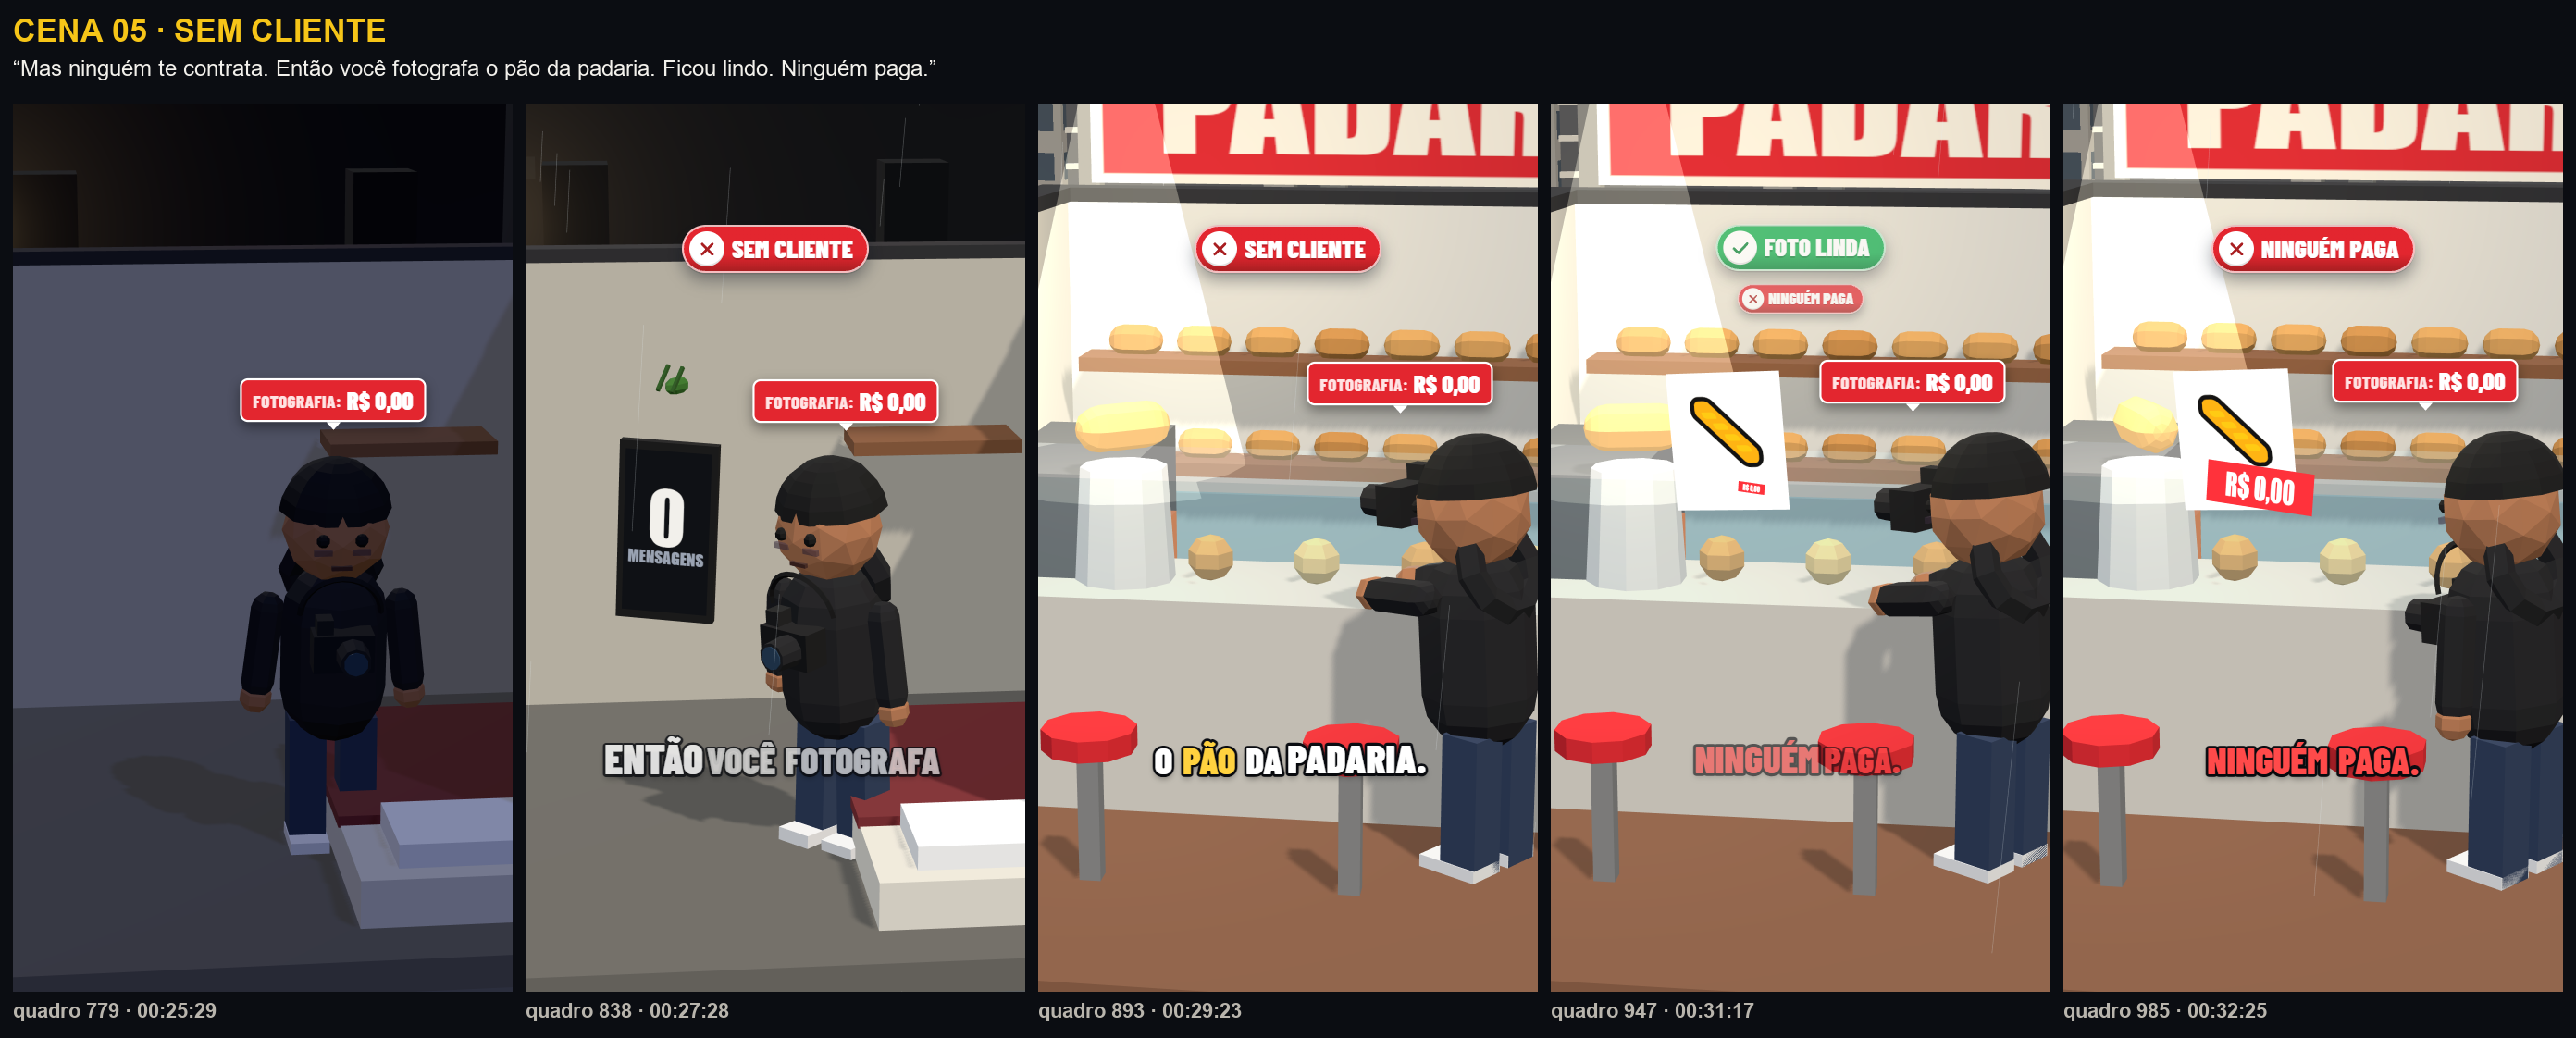 CENA 05 · SEM CLIENTE
“Mas ninguém te contrata. Então você fotografa o pão da padaria. Ficou lindo. Ninguém paga.”
FOTOGRAFIA: R$ 0,00
quadro 779 · 00:25:29
SEM CLIENTE
FOTOGRAFIA: R$ 0,00
0
MENSAGENS
ENTÃO VOCÊ FOTOGRAFA
quadro 838 · 00:27:28
PADAR
SEM CLIENTE
FOTOGRAFIA: R$ 0,00
O PÃO DA PADARIA.
quadro 893 · 00:29:23
PADAR
FOTO LINDA
NINGUÉM PAGA
FOTOGRAFIA: R$ 0,00
R$ 0,00
NINGUÉM PAGA.
quadro 947 · 00:31:17
PADAR
NINGUÉM PAGA
FOTOGRAFIA: R$ 0,00
R$ 0,00
NINGUÉM PAGA.
quadro 985 · 00:32:25